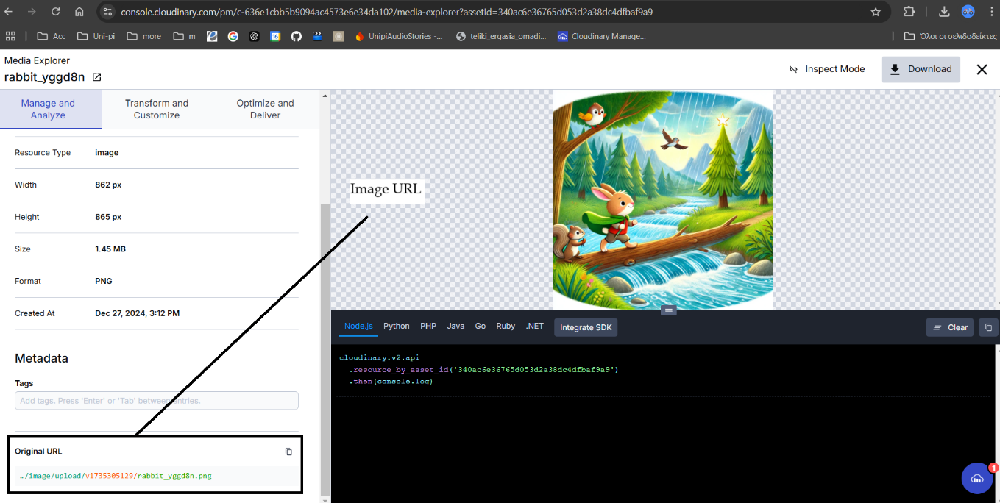 console.cloudinary.com/pm/c-636e1cbb5b9094ac4573e6e34da102/media-explorer?assetId=340ac6e36765d053d2a38dc4dfbaf9a9
Acc
Uni-pi
more
m
16
UnipiAudioStories -...
teliki_ergasia_omadi...
Cloudinary Manage...
Όλοι οι σελιδοδείκτες
Media Explorer
rabbit_yggd8n
Inspect Mode
Download
Manage and
Analyze
Transform and
Customize
Optimize and
Deliver
Resource Type image
Width 862 px
Height 865 px
Size 1.45 MB
Format PNG
Created At Dec 27, 2024, 3:12 PM
Metadata
Tags
Add tags. Press 'Enter' or 'Tab' between entries.
Original URL
.../image/upload/v1735305129/rabbit_yggd8n.png
Image URL
Node.js Python PHP Java Go Ruby .NET Integrate SDK
Clear
cloudinary.v2.api
.resource_by_asset_id('340ac6e36765d053d2a38dc4dfbaf9a9')
.then(console.log)
1